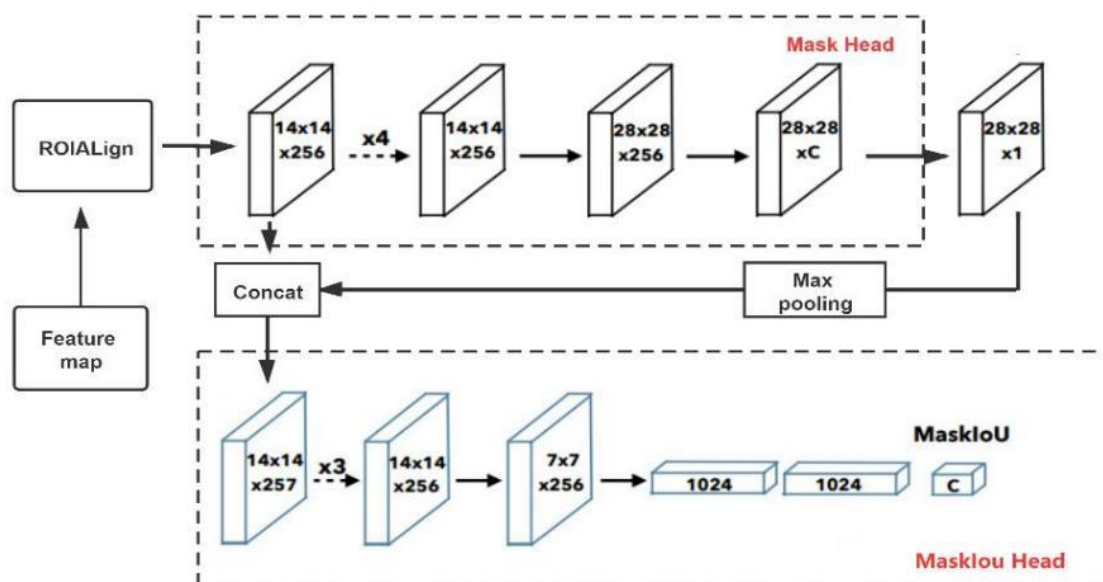 Mask Head
ROIALign
14x14
x256
x4
14x14
x256
28x28
x256
28x28
xC
28x28
x1
Concat
Max
pooling
Feature
map
14x14
x257
x3
14x14
x256
7x7
x256
1024
1024
MaskIoU
C
MaskIou Head